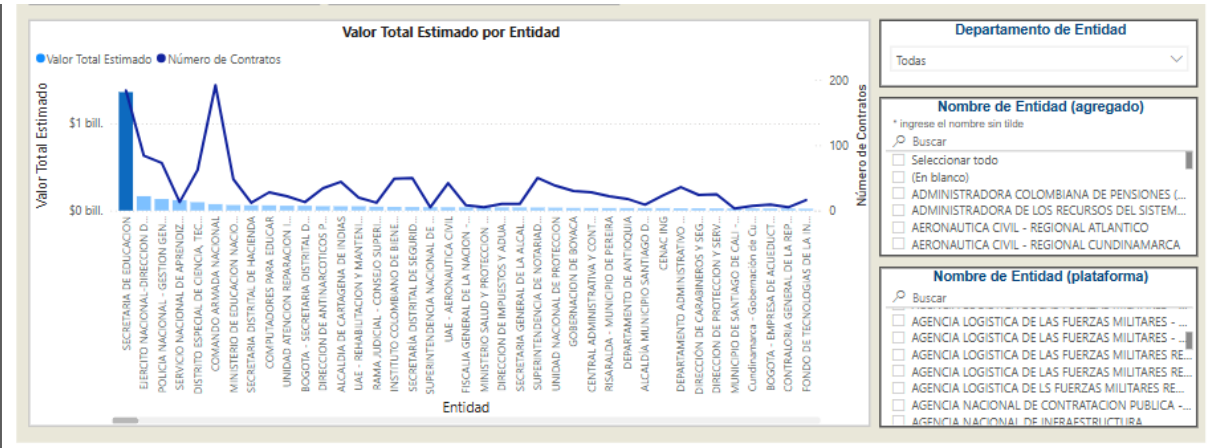 Valor Total Estimado por Entidad
Valor Total Estimado Número de Contratos
Valor Total Estimado
$1 bill.
$0 bill.
200
100
0
Número de Contratos
SECRETARIA DE EDUCACION
EJERCITO NACIONAL-DIRECCION D...
POLICIA NACIONAL - GESTION GEN...
SERVICIO NACIONAL DE APRENDIZ...
DISTRITO ESPECIAL DE CIENCIA, TEC...
COMANDO ARMADA NACIONAL
MINISTERIO DE EDUCACION NACIO...
SECRETARIA DISTRITAL DE HACIENDA
COMPUTADORES PARA EDUCAR
UNIDAD ATENCION REPARACION I...
BOGOTA - SECRETARIA DISTRITAL D...
DIRECCION DE ANTINARCOTICOS P...
ALCALDIA DE CARTAGENA DE INDIAS
UAE - REHABILITACION Y MANTENI...
RAMA JUDICIAL - CONSEJO SUPERI...
INSTITUTO COLOMBIANO DE BIENE...
SECRETARÍA DISTRITAL DE SEGURID...
SUPERINTENDENCIA NACIONAL DE ...
UAE - AERONAUTICA CIVIL
FISCALIA GENERAL DE LA NACION -...
MINISTERIO SALUD Y PROTECCION ...
DIRECCION DE IMPUESTOS Y ADUA...
SECRETARIA GENERAL DE LA ALCAL...
SUPERINTENDENCIA DE NOTARIAD...
UNIDAD NACIONAL DE PROTECCION
GOBERNACION DE BOYACA
CENTRAL ADMINISTRATIVA Y CONT...
RISARALDA - MUNICIPIO DE PEREIRA
DEPARTAMENTO DE ANTIOQUIA
ALCALDÍA MUNICIPIO SANTIAGO D...
CENAC ING
DEPARTAMENTO ADMINISTRATIVO ...
DIRECCIÓN DE CARABINEROS Y SEG...
DIRECCION DE PROTECCION Y SERV...
MUNICIPIO DE SANTIAGO DE CALI -...
Cundinamarca - Gobernación de Cu...
BOGOTA - EMPRESA DE ACUEDUCT...
CONTRALORIA GENERAL DE LA REP...
FONDO DE TECNOLOGIAS DE LA IN...
Entidad
Departamento de Entidad
Todas
Nombre de Entidad (agregado)
* ingrese el nombre sin tilde
Buscar
Seleccionar todo
(En blanco)
ADMINISTRADORA COLOMBIANA DE PENSIONES (...
ADMINISTRADORA DE LOS RECURSOS DEL SISTEM...
AERONAUTICA CIVIL - REGIONAL ATLANTICO
AERONAUTICA CIVIL - REGIONAL CUNDINAMARCA
Nombre de Entidad (plataforma)
Buscar
AGENCIA LOGISTICA DE LAS FUERZAS MILITARES - ...
AGENCIA LOGISTICA DE LAS FUERZAS MILITARES - ...
AGENCIA LOGISTICA DE LAS FUERZAS MILITARES RE...
AGENCIA LOGISTICA DE LAS FUERZAS MILITARES RE...
AGENCIA LOGISTICA DE LS FUERZAS MILITARES RE...
AGENCIA NACIONAL DE CONTRATACION PUBLICA -...
AGENCIA NACIONAL DE INFRAESTRUCTURA